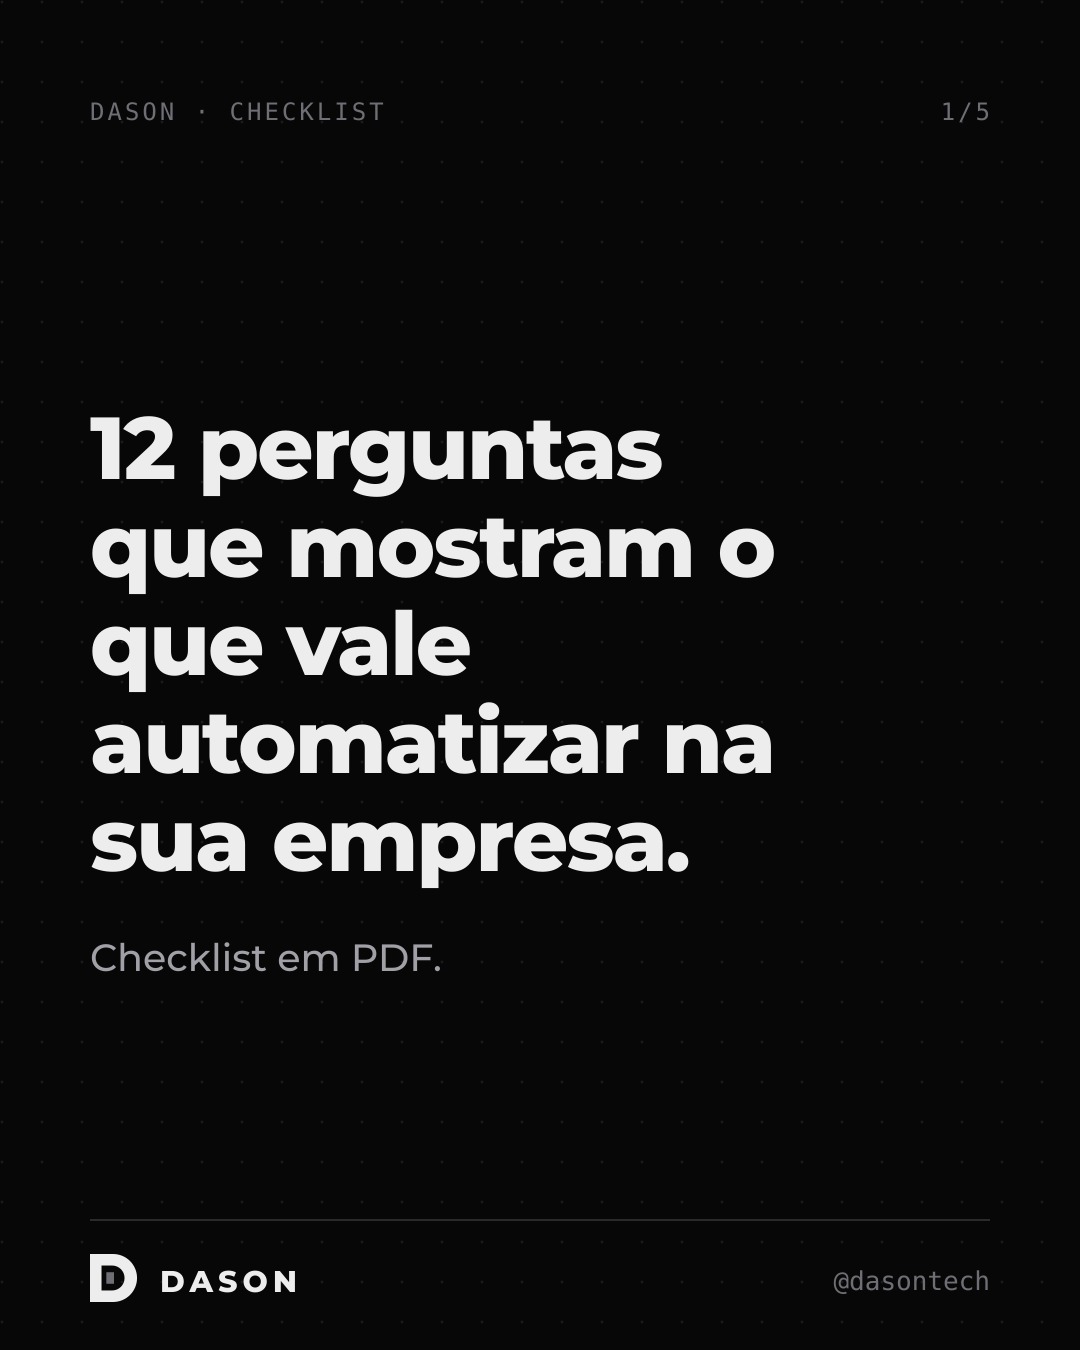 DASON · CHECKLIST
1/5
12 perguntas
que mostram o
que vale
automatizar na
sua empresa.
Checklist em PDF.
DASON
@dasontech